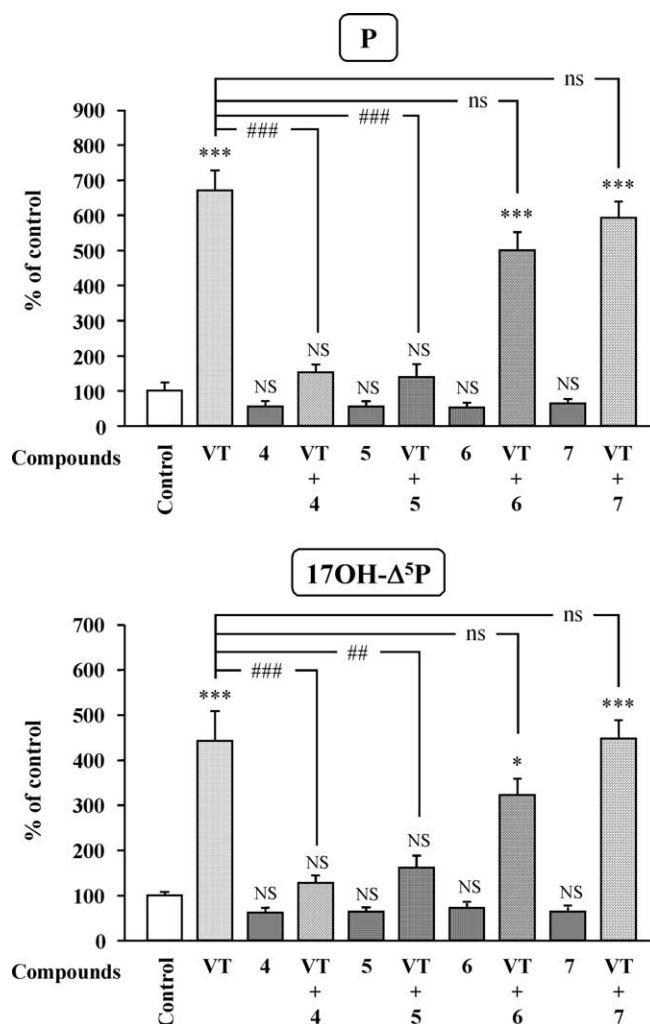 P
ns
ns
###
###
900
800
700
600
500
400
300
200
100
0
% of control
***
NS
NS
NS
NS
NS
***
NS
***
Compounds
Control
VT
4
VT
+
4
5
VT
+
5
6
VT
+
6
7
VT
+
7
17OH-Δ⁵P
ns
ns
##
###
700
600
500
400
300
200
100
0
% of control
***
NS
NS
NS
NS
NS
*
NS
***
Compounds
Control
VT
4
VT
+
4
5
VT
+
5
6
VT
+
6
7
VT
+
7